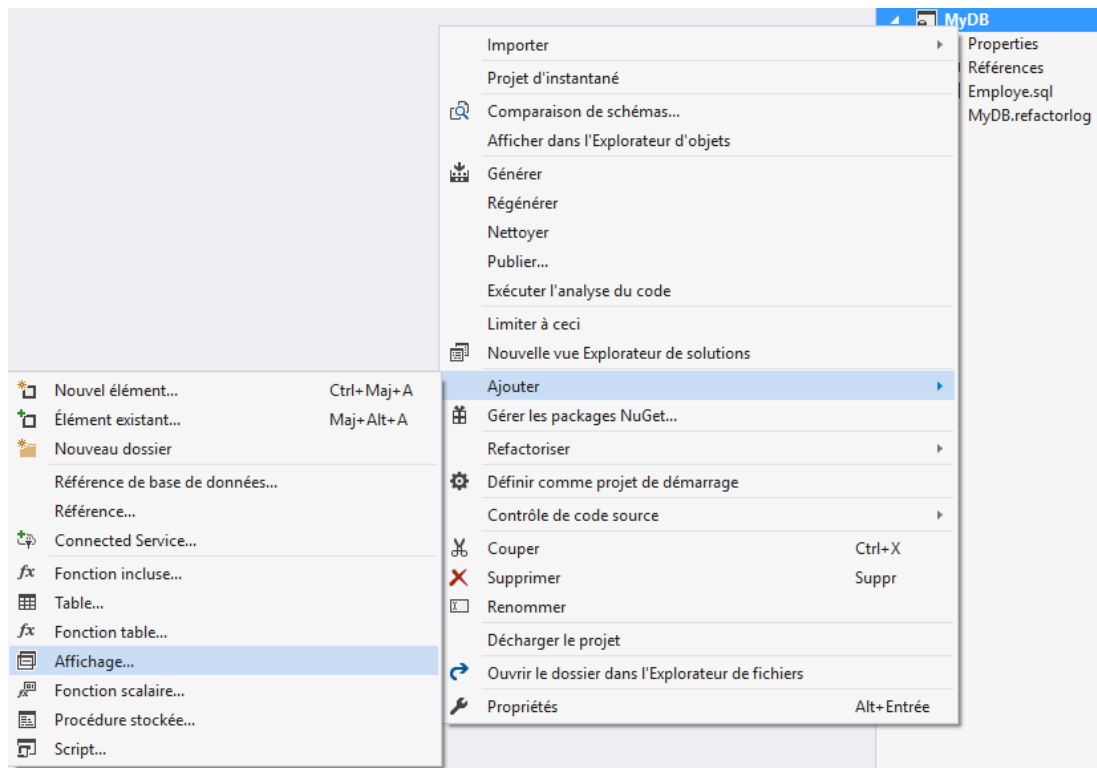 MyDB
Properties
Références
Employe.sql
MyDB.refactorlog
Importer
Projet d'instantané
Comparaison de schémas...
Afficher dans l'Explorateur d'objets
Générer
Régénérer
Nettoyer
Publier...
Exécuter l'analyse du code
Limiter à ceci
Nouvelle vue Explorateur de solutions
Ajouter
Gérer les packages NuGet...
Refactoriser
Définir comme projet de démarrage
Contrôle de code source
Couper Ctrl+X
Supprimer Suppr
Renommer
Décharger le projet
Ouvrir le dossier dans l'Explorateur de fichiers
Propriétés Alt+Entrée
Nouvel élément... Ctrl+Maj+A
Élément existant... Maj+Alt+A
Nouveau dossier
Référence de base de données...
Référence...
Connected Service...
Fonction incluse...
Table...
Fonction table...
Affichage...
Fonction scalaire...
Procédure stockée...
Script...